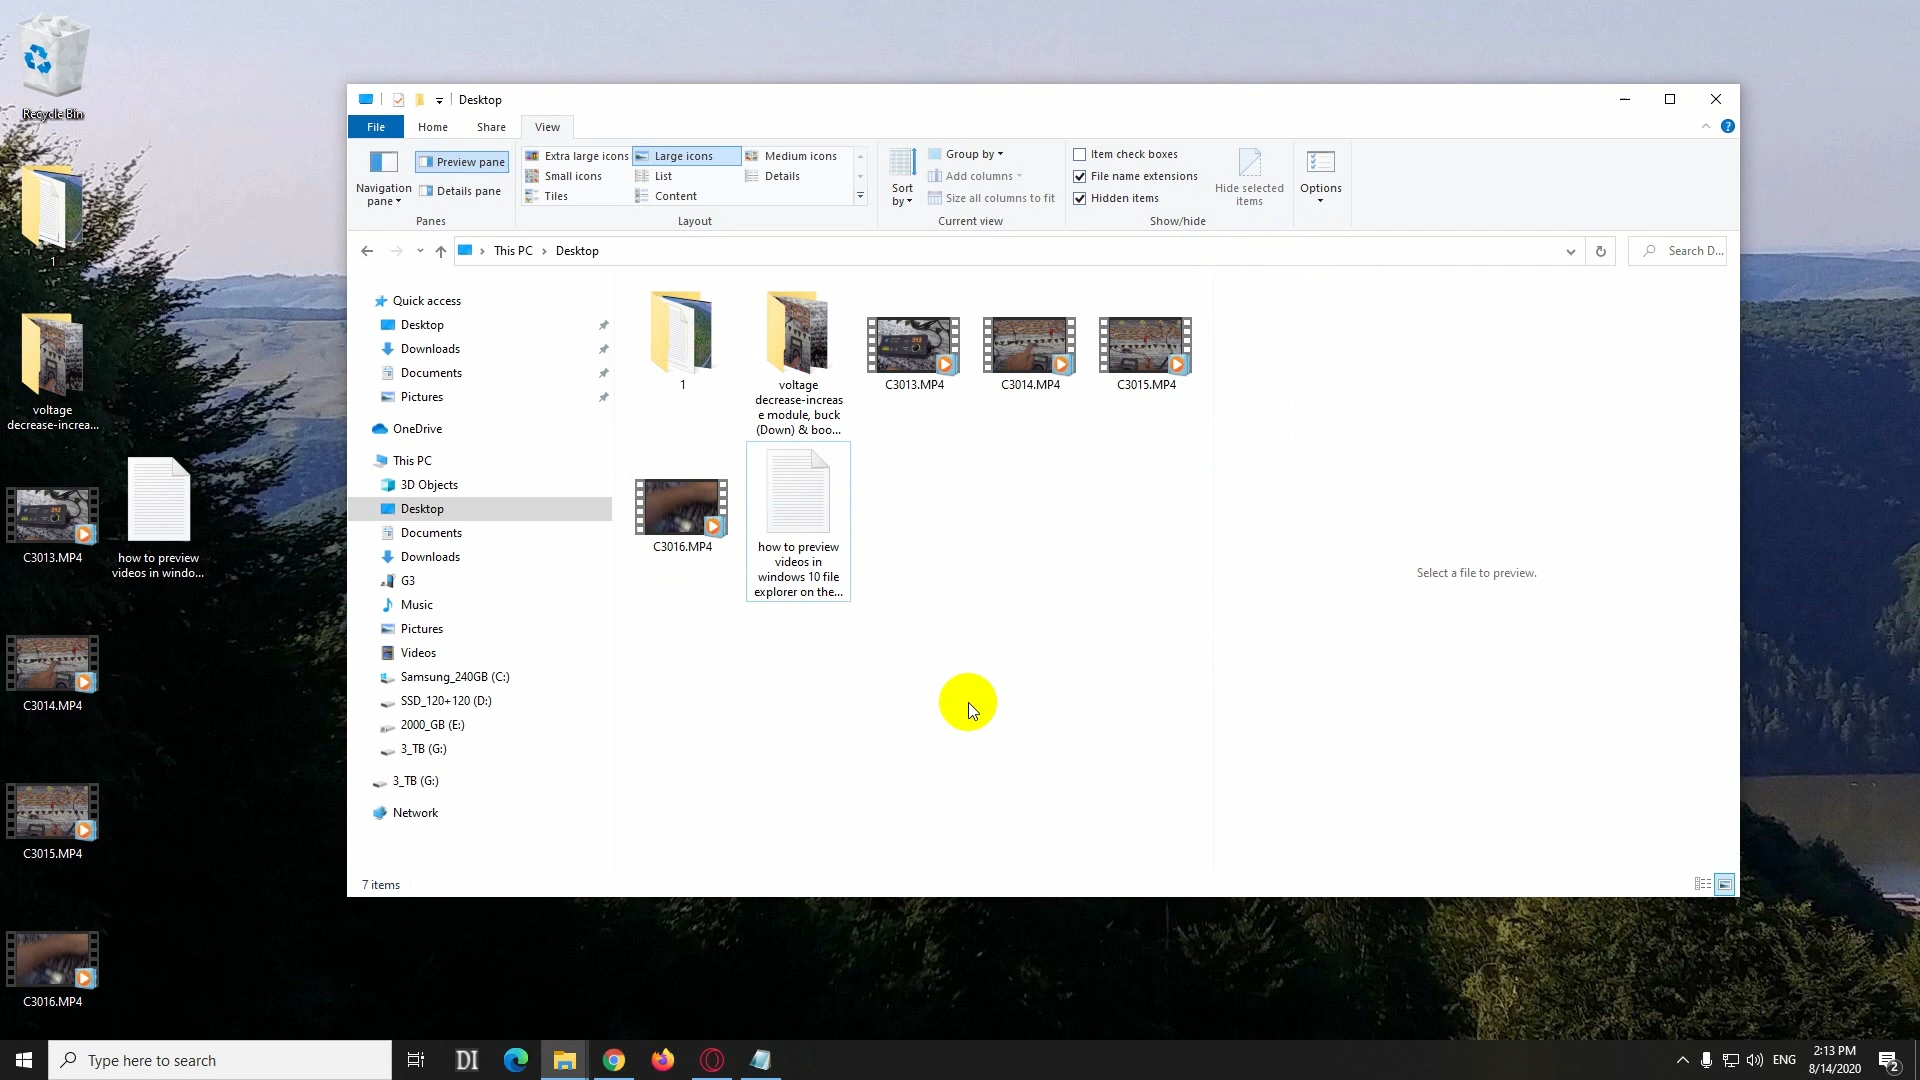 Recycle Bin
1
voltage
decrease-increa...
C3013.MP4
how to preview
videos in windo...
C3014.MP4
C3015.MP4
C3016.MP4
Desktop
File
Home
Share
View
Navigation
pane
Preview pane
Details pane
Panes
Extra large icons
Large icons
Medium icons
Small icons
List
Details
Tiles
Content
Layout
Sort
by
Group by
Add columns
Size all columns to fit
Current view
Item check boxes
File name extensions
Hidden items
Hide selected
items
Show/hide
Options
This PC
Desktop
Search D...
Quick access
Desktop
Downloads
Documents
Pictures
OneDrive
This PC
3D Objects
Desktop
Documents
Downloads
G3
Music
Pictures
Videos
Samsung_240GB (C:)
SSD_120+120 (D:)
2000_GB (E:)
3_TB (G:)
3_TB (G:)
Network
1
voltage
decrease-increas
e module, buck
(Down) & boo...
C3013.MP4
C3014.MP4
C3015.MP4
C3016.MP4
how to preview
videos in
windows 10 file
explorer on the...
Select a file to preview.
7 items
Type here to search
DI
ENG
2:13 PM
8/14/2020
2